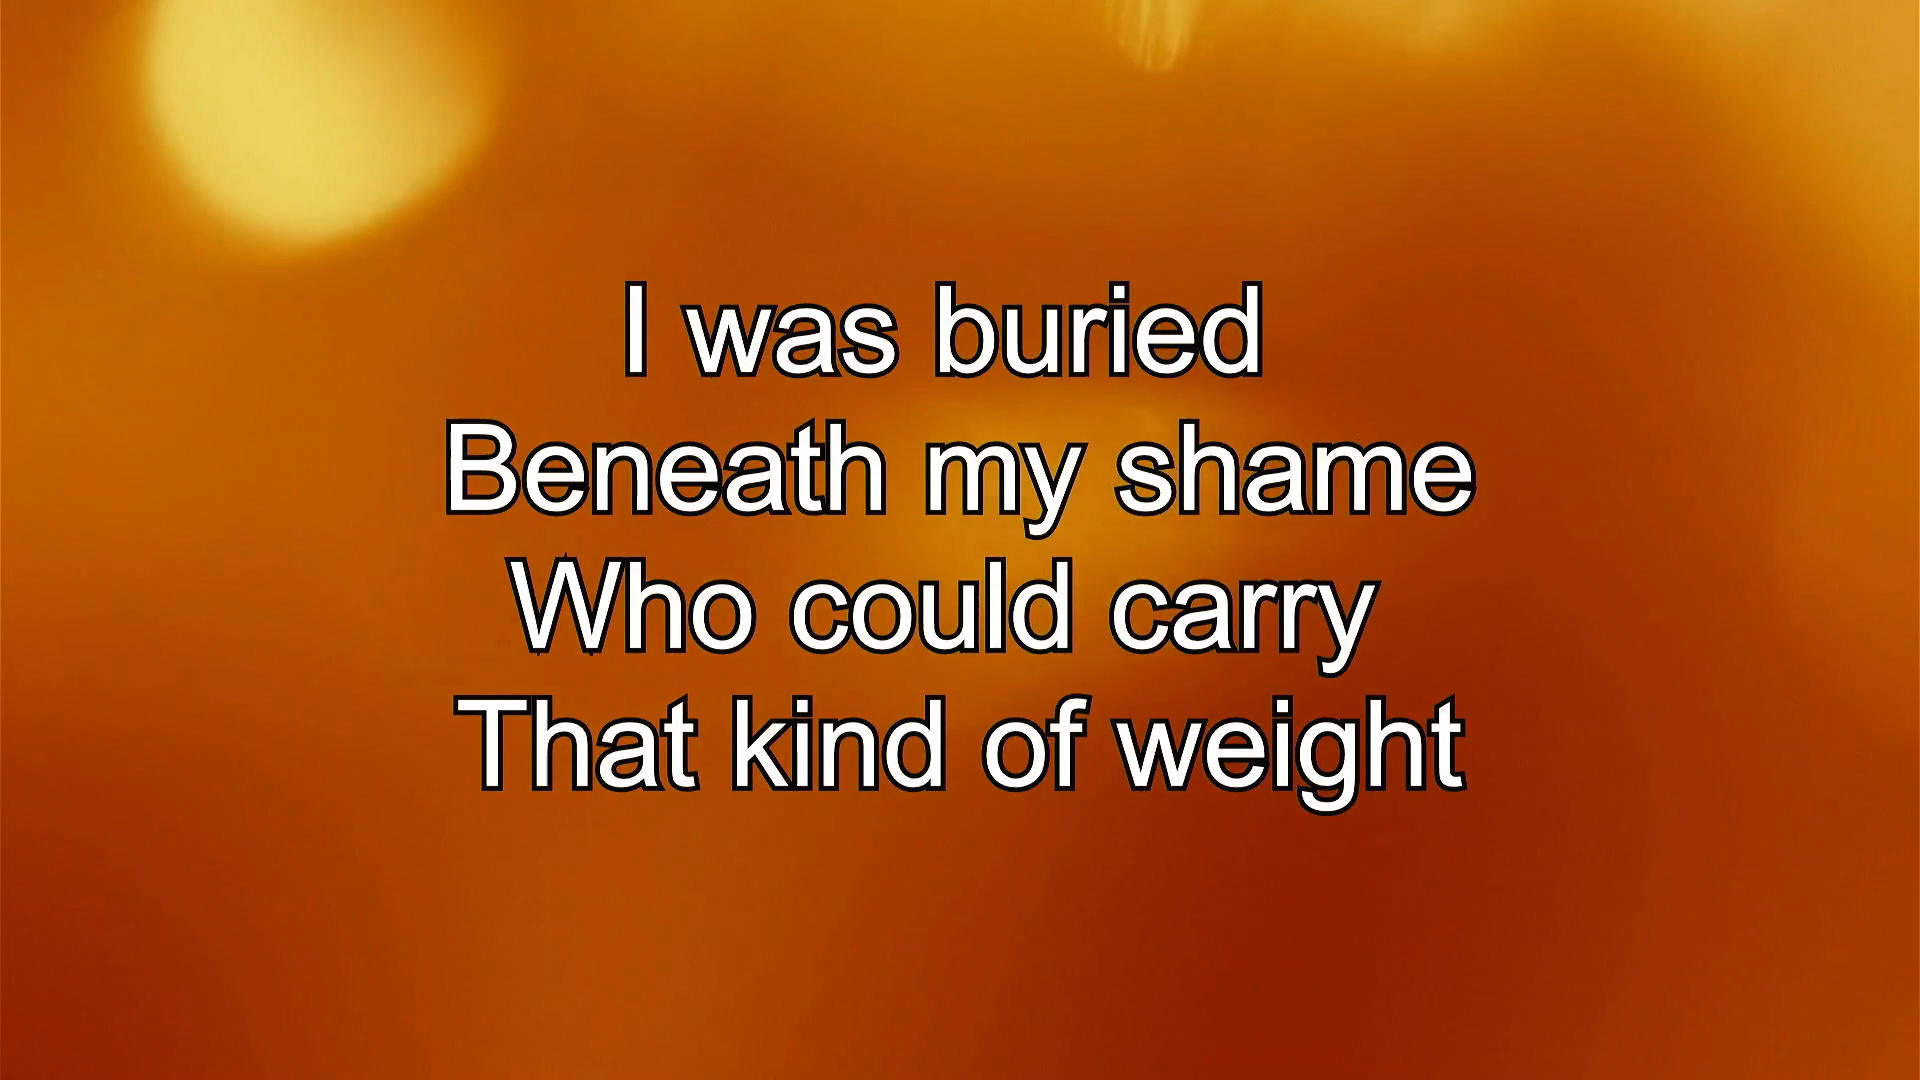 I was buried
Beneath my shame
Who could carry
That kind of weight